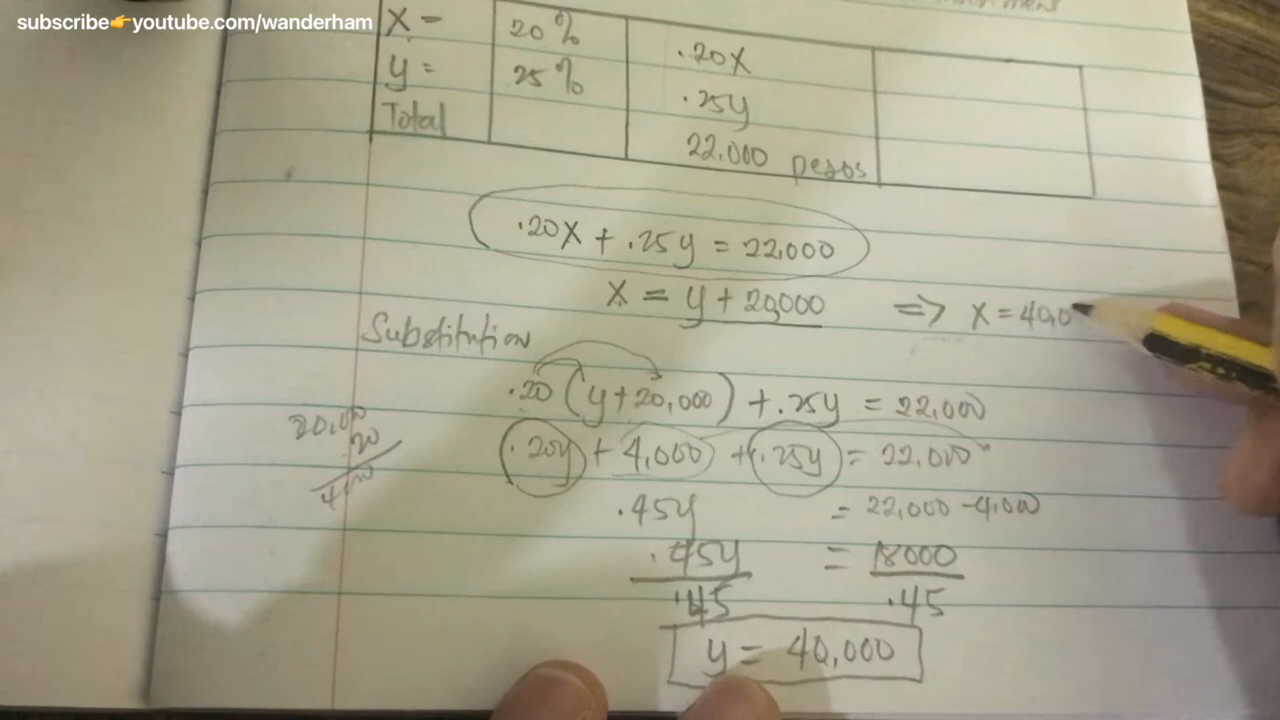 subscribe👉youtube.com/wanderham
X = 20% .20X
y = 25% .25y
Total 22,000 pesos
.20X + .25y = 22,000
X = y + 20,000 => X = 40,0
Substitution
.20 (y+20,000) + .25y = 22,000
20,000
.20y + 4,000 + .25y = 22,000
20
.45y = 22,000 - 4,000
.45y = 18000
.45 .45
y = 40,000